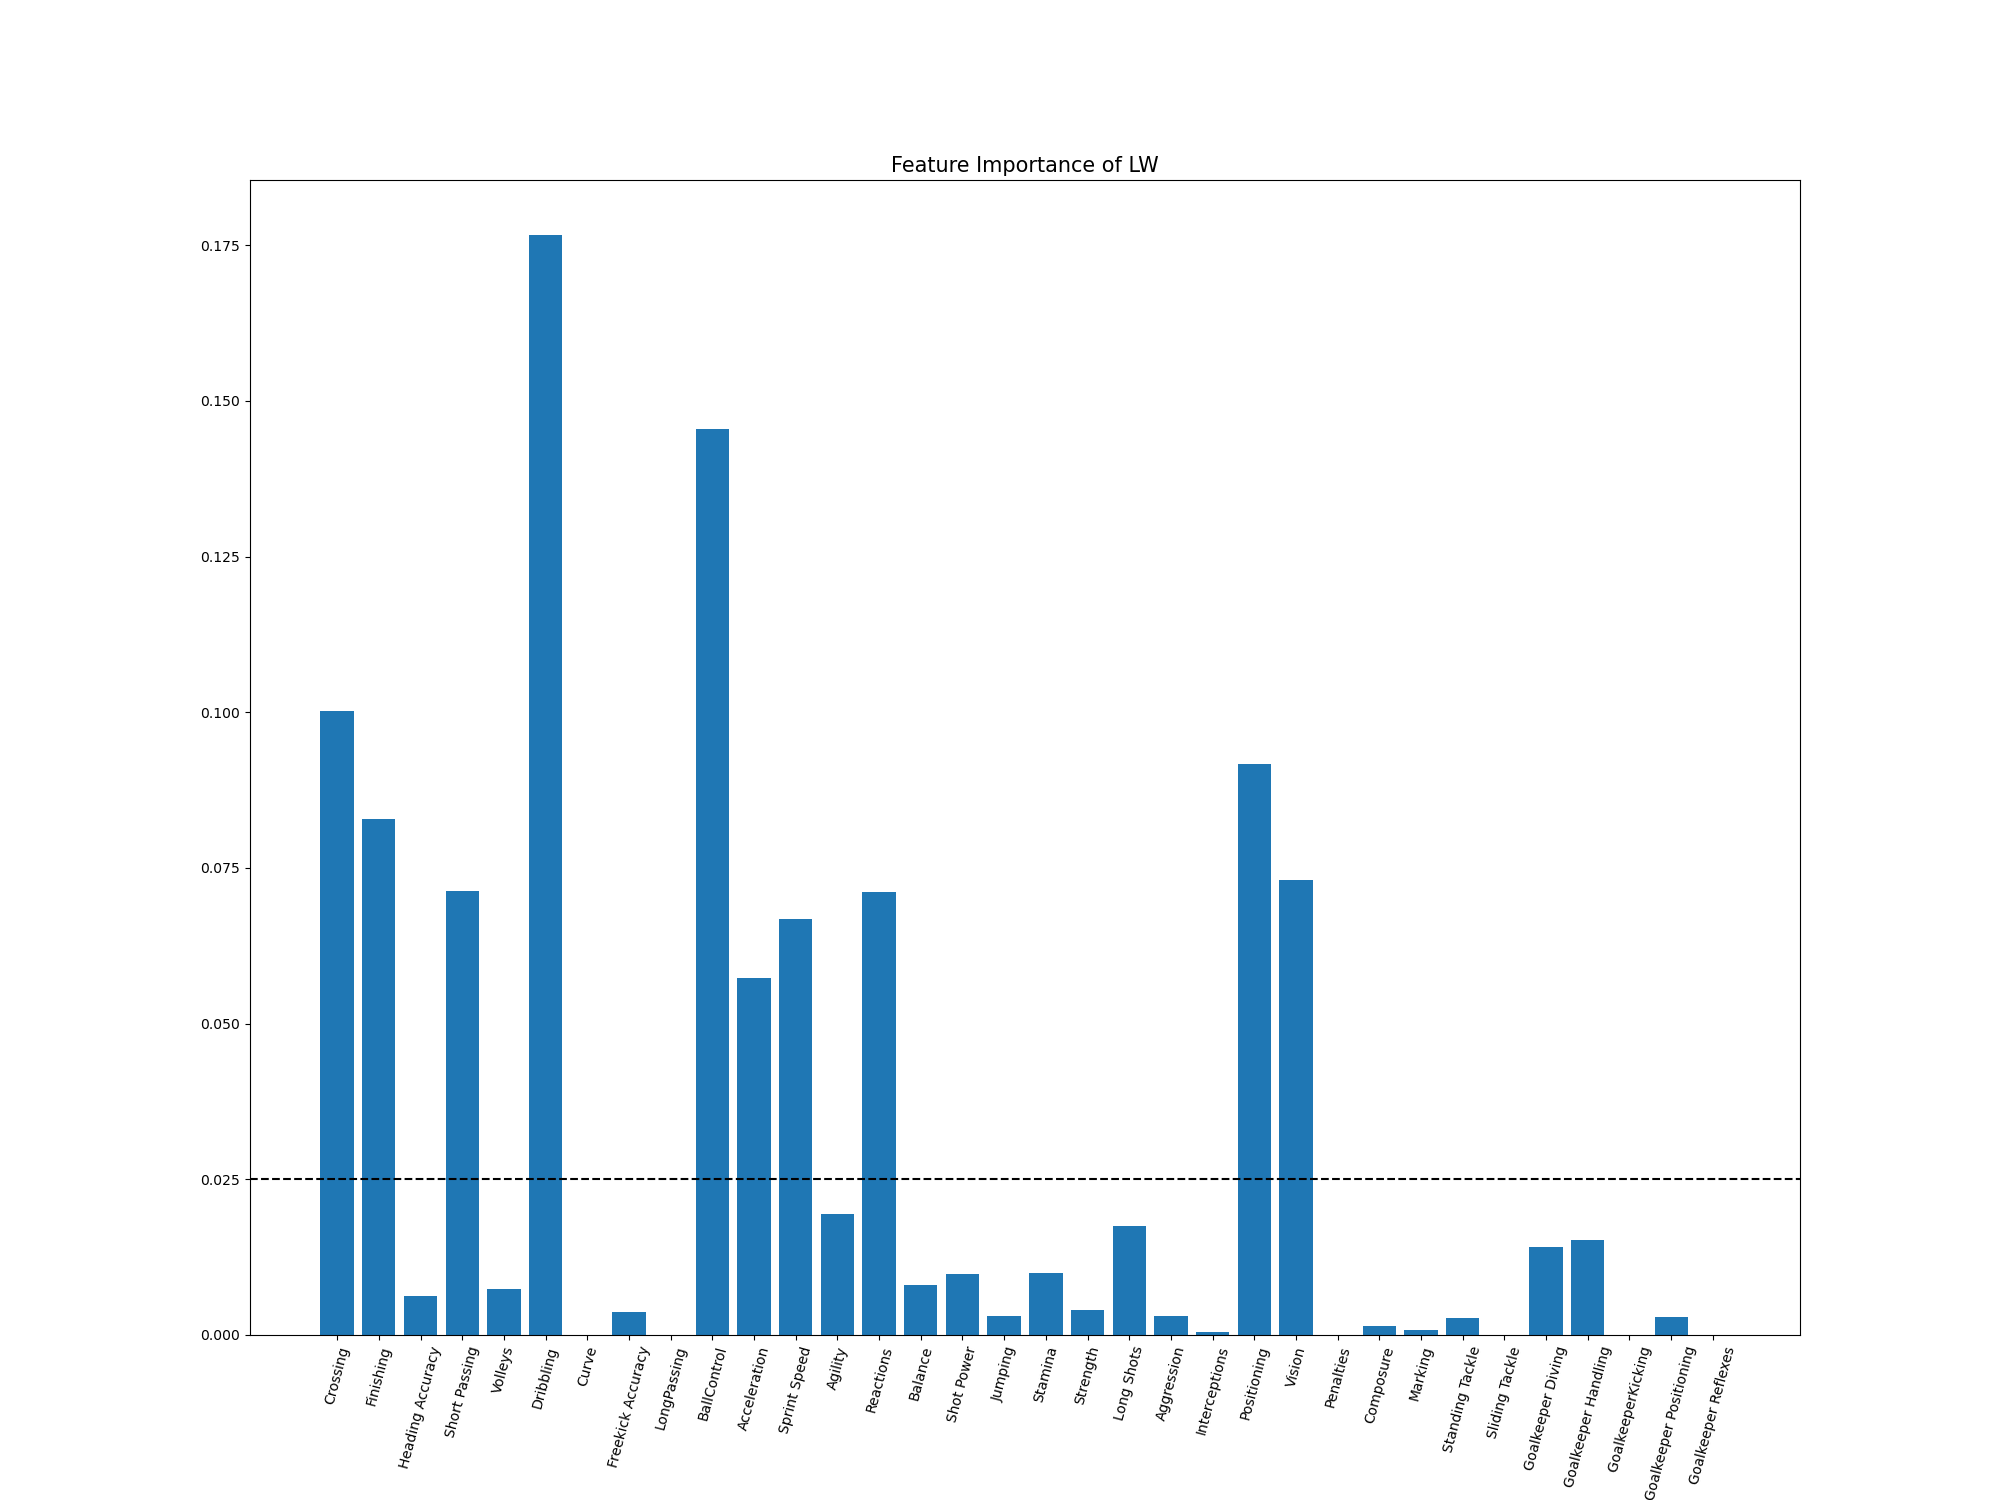 Feature Importance of LW
0.175
0.150
0.125
0.100
0.075
0.050
0.025
0.000
Crossing
Finishing
Heading Accuracy
Short Passing
Volleys
Dribbling
Curve
Freekick Accuracy
LongPassing
BallControl
Acceleration
Sprint Speed
Agility
Reactions
Balance
Shot Power
Jumping
Stamina
Strength
Long Shots
Aggression
Interceptions
Positioning
Vision
Penalties
Composure
Marking
Standing Tackle
Sliding Tackle
Goalkeeper Diving
Goalkeeper Handling
GoalkeeperKicking
Goalkeeper Positioning
Goalkeeper Reflexes